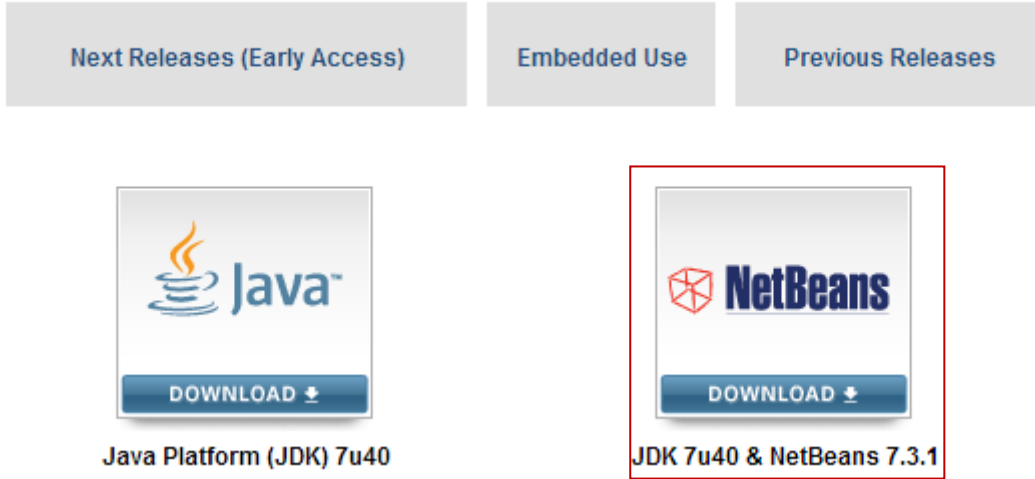 Next Releases (Early Access)
Embedded Use
Previous Releases
Java™
NetBeans
DOWNLOAD
DOWNLOAD
Java Platform (JDK) 7u40
JDK 7u40 & NetBeans 7.3.1